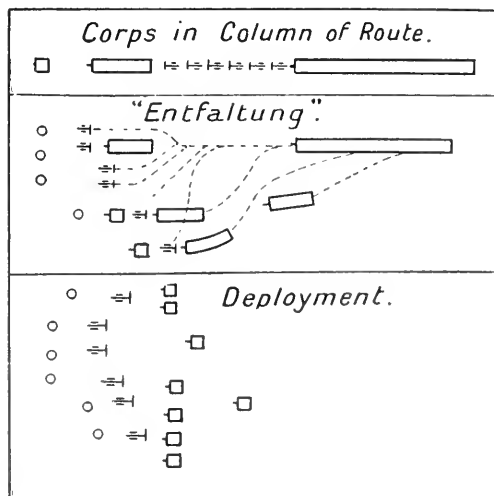 Corps in Column of Route.
"Entfaltung".
Deployment.